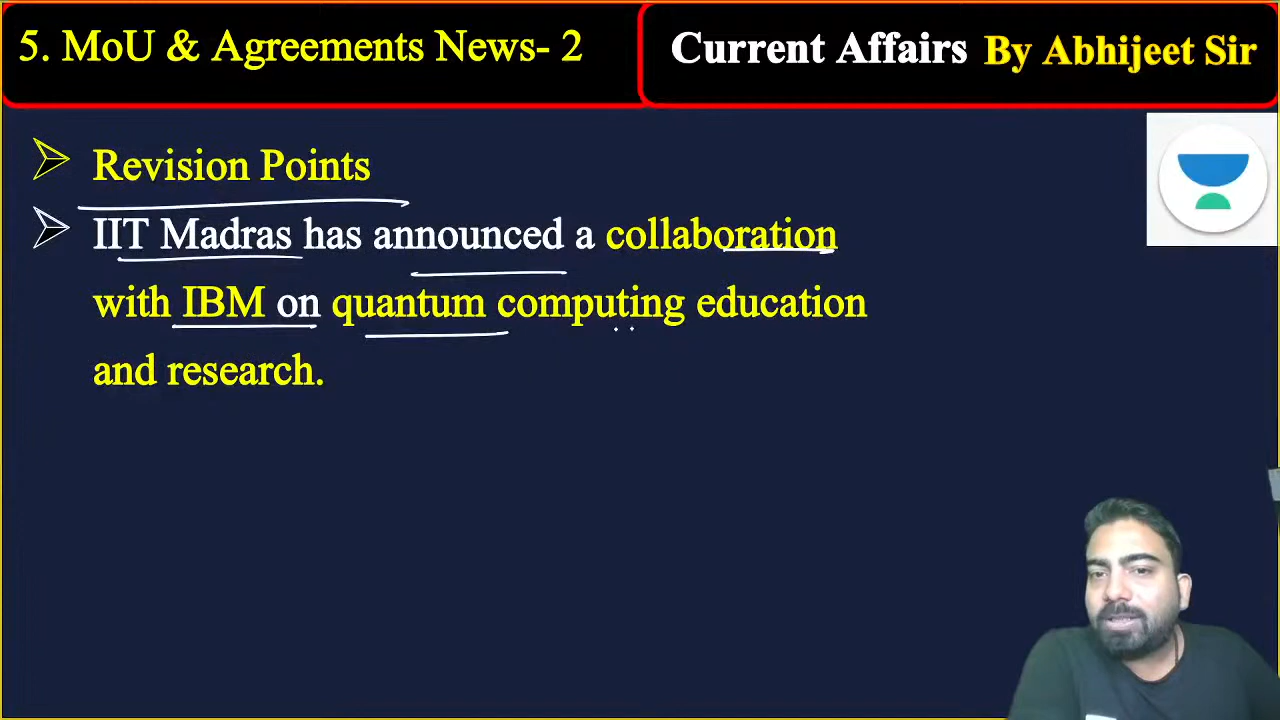 5. MoU & Agreements News- 2
Current Affairs By Abhijeet Sir
Revision Points
IIT Madras has announced a collaboration
with IBM on quantum computing education
and research.